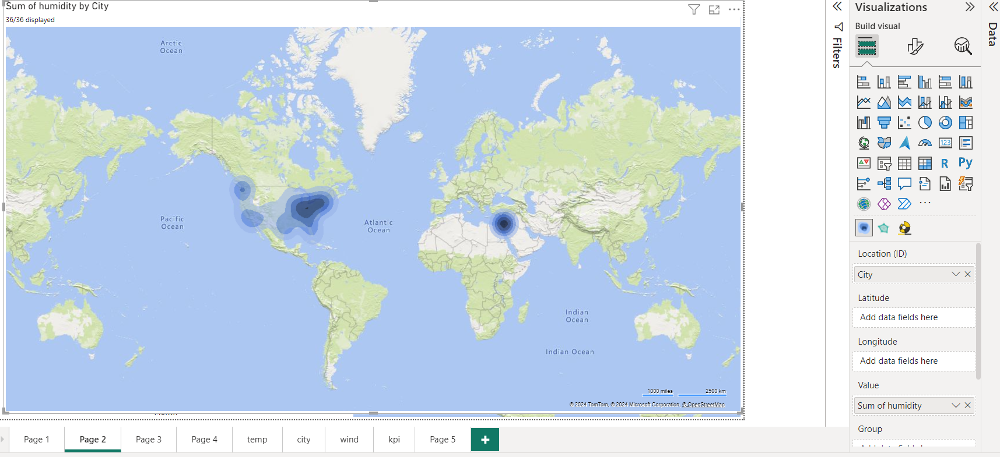 Sum of humidity by City
36/36 displayed
Arctic
Ocean
Pacific
Ocean
Atlantic
Ocean
Indian
Ocean
Indian Ocean
1000 miles
2500 km
© 2024 TomTom, © 2024 Microsoft Corporation, © OpenStreetMap
Page 1
Page 2
Page 3
Page 4
temp
city
wind
kpi
Page 5
+
Filters
Visualizations
Build visual
123
R
Py
...
Location (ID)
City
Latitude
Add data fields here
Longitude
Add data fields here
Value
Sum of humidity
Group
Data